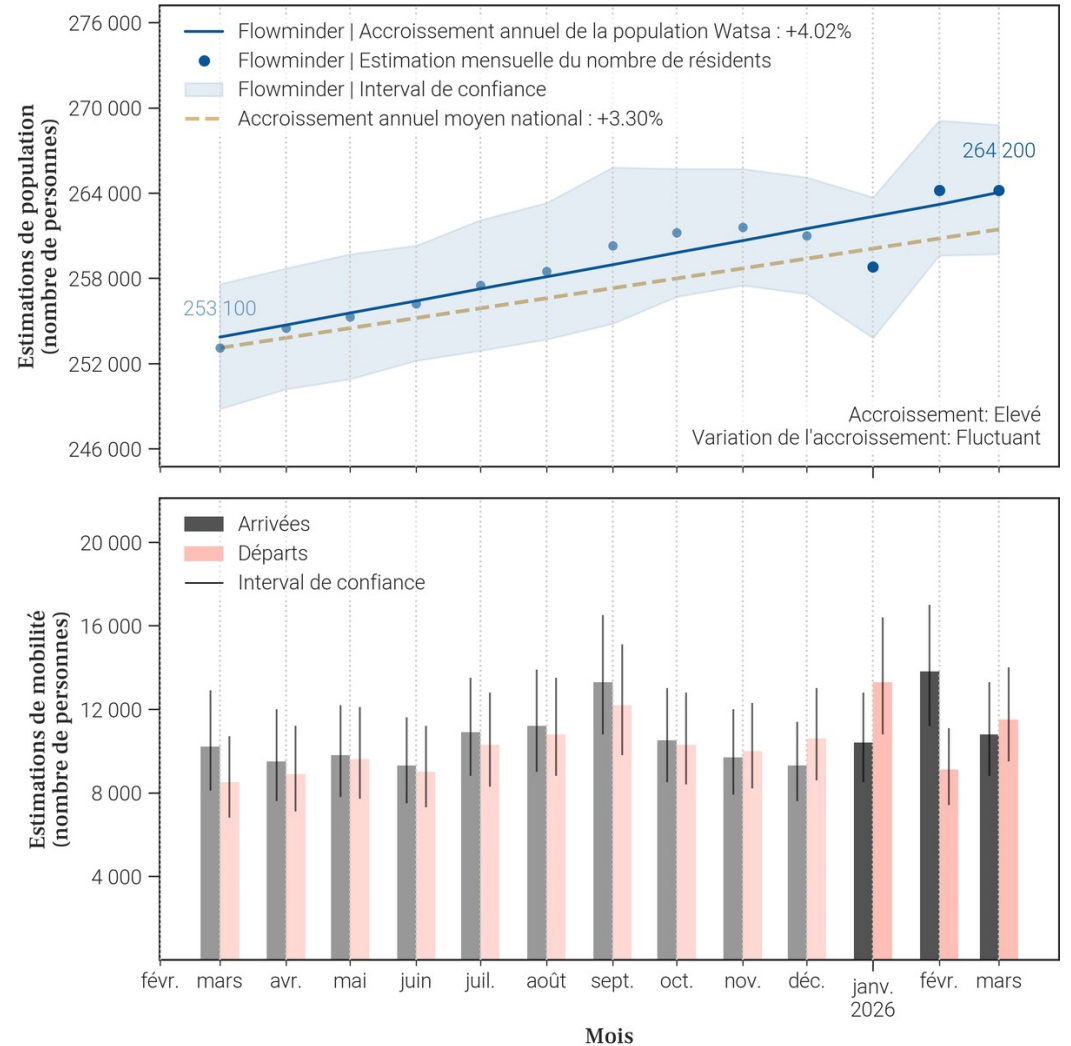 276 000
270 000
264 000
258 000
252 000
246 000
Estimations de population
(nombre de personnes)
Flowminder | Accroissement annuel de la population Watsa : +4.02%
Flowminder | Estimation mensuelle du nombre de résidents
Flowminder | Interval de confiance
Accroissement annuel moyen national : +3.30%
264 200
253 100
Accroissement: Elevé
Variation de l'accroissement: Fluctuant
20 000
16 000
12 000
8 000
4 000
Estimations de mobilité
(nombre de personnes)
Arrivées
Départs
Interval de confiance
févr. mars avr. mai juin juil. août sept. oct. nov. déc. janv. févr. mars
2026
Mois